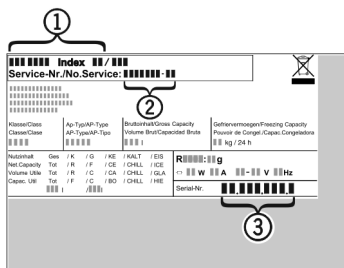 1
Index /
Service-Nr./No.Service: -
2
Klasse/Class
Classe/Classe
Ap-Typ/AP-Type
AP-Type/AP-Tipo
Bruttoinhalt/Gross Capacity
Volume Brut/Capacidad Bruta
Gefriervermoegen/Freezing Capacity
Pouvoir de Congel./Capac.Congeladora
kg / 24 h
Nutzinhalt Ges / K / G / KE / KALT / EIS
Net.Capacity Tot / R / F / CE / CHILL / ICE
Volume Utile Tot / R / C / CA / CHILL / GLA
Capac. Util Tot / F / C / BO / CHILL / HIE
l / l
R : g
W A - V Hz
Serial-Nr. , , ,
3